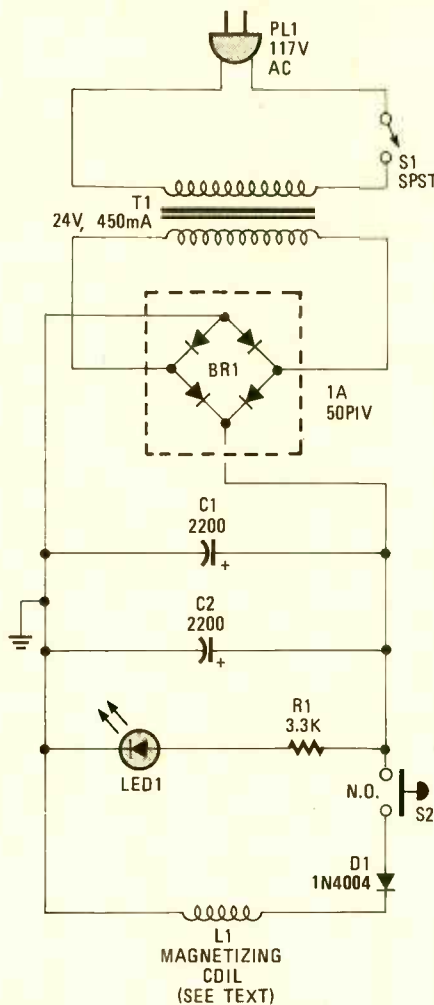 PL1
117V
AC
S1
SPST
T1
24V, 450mA
BR1
1A
50PIV
C1
2200
+
C2
2200
+
R1
3.3K
LED1
N.O.
S2
D1
1N4004
L1
MAGNETIZING
COIL
(SEE TEXT)